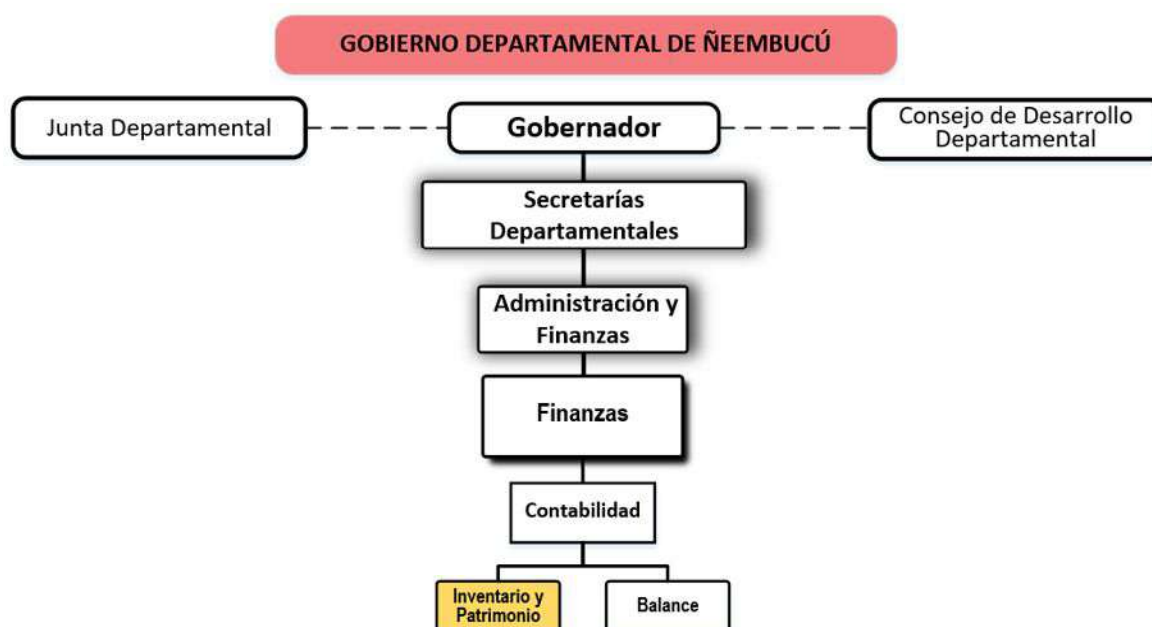 GOBIERNO DEPARTAMENTAL DE ÑEEMBUCÚ
Junta Departamental
Gobernador
Consejo de Desarrollo
Departamental
Secretarías
Departamentales
Administración y
Finanzas
Finanzas
Contabilidad
Inventario y
Patrimonio
Balance